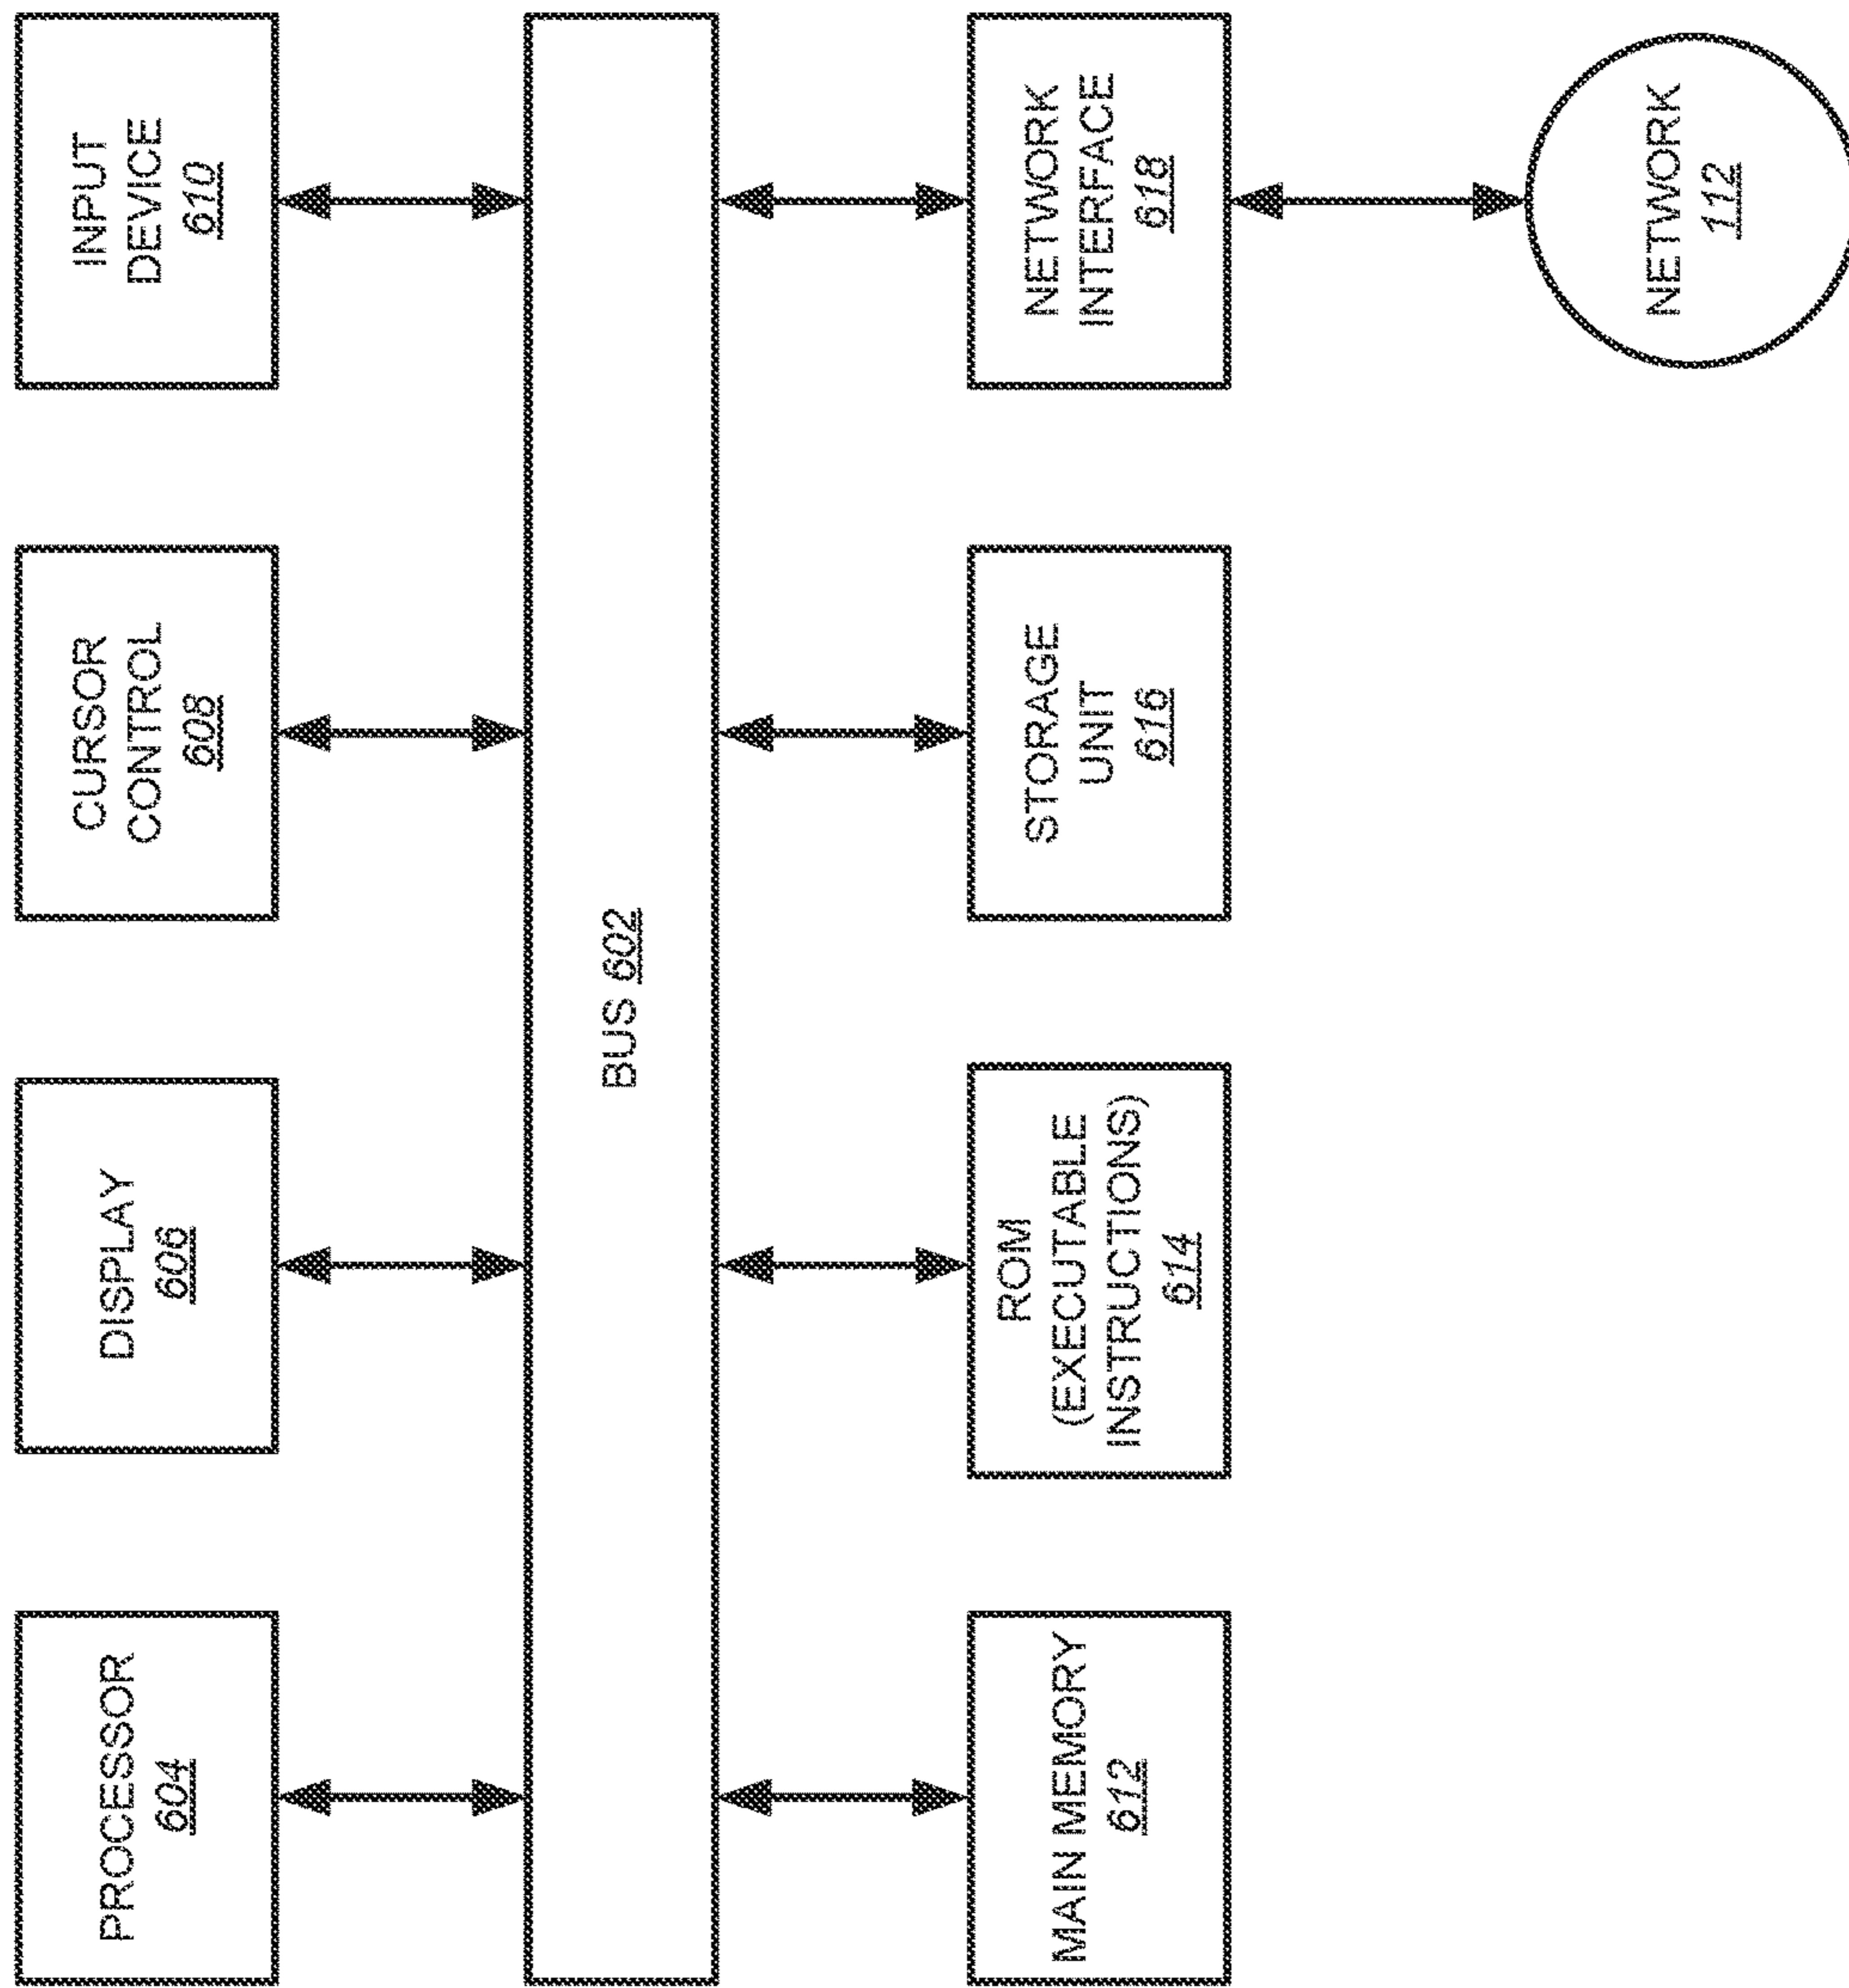 PROCESSOR
604
DISPLAY
606
CURSOR
CONTROL
608
INPUT
DEVICE
610
BUS 602
MAIN MEMORY
612
ROM
(EXECUTABLE
INSTRUCTIONS)
614
STORAGE
UNIT
616
NETWORK
INTERFACE
618
NETWORK
112